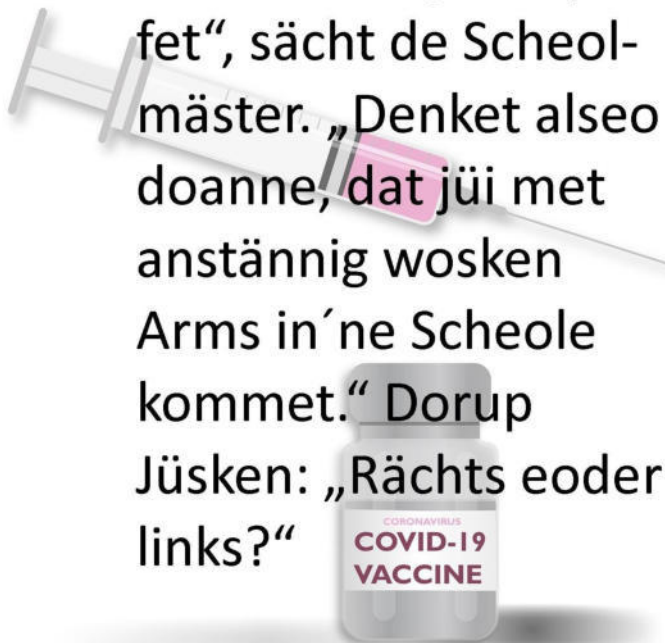 fet“, sächt de Scheol-
mäster. „Denket alseo
doanne, dat jüi met
anstännig wosken
Arms in´ne Scheole
kommet.“ Dorup
Jüsken: „Rächts eoder
links?“
CORONAVIRUS
COVID-19
VACCINE